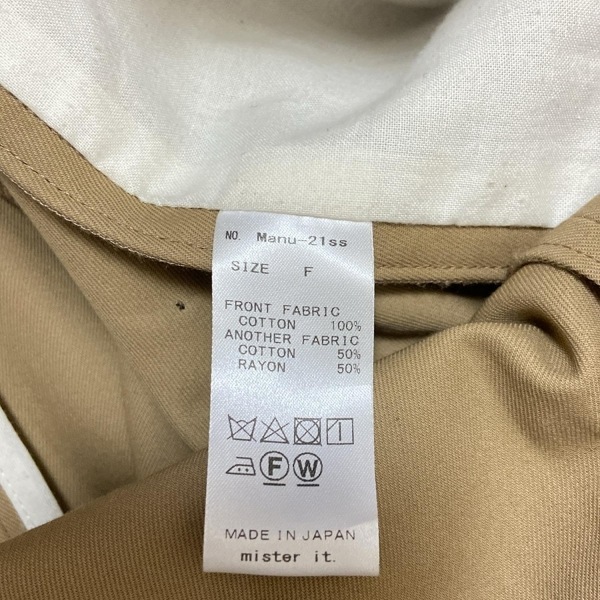 NO. Manu-21ss
SIZE F
FRONT FABRIC
COTTON 100%
ANOTHER FABRIC
COTTON 50%
RAYON 50%
F W
MADE IN JAPAN
mister it.